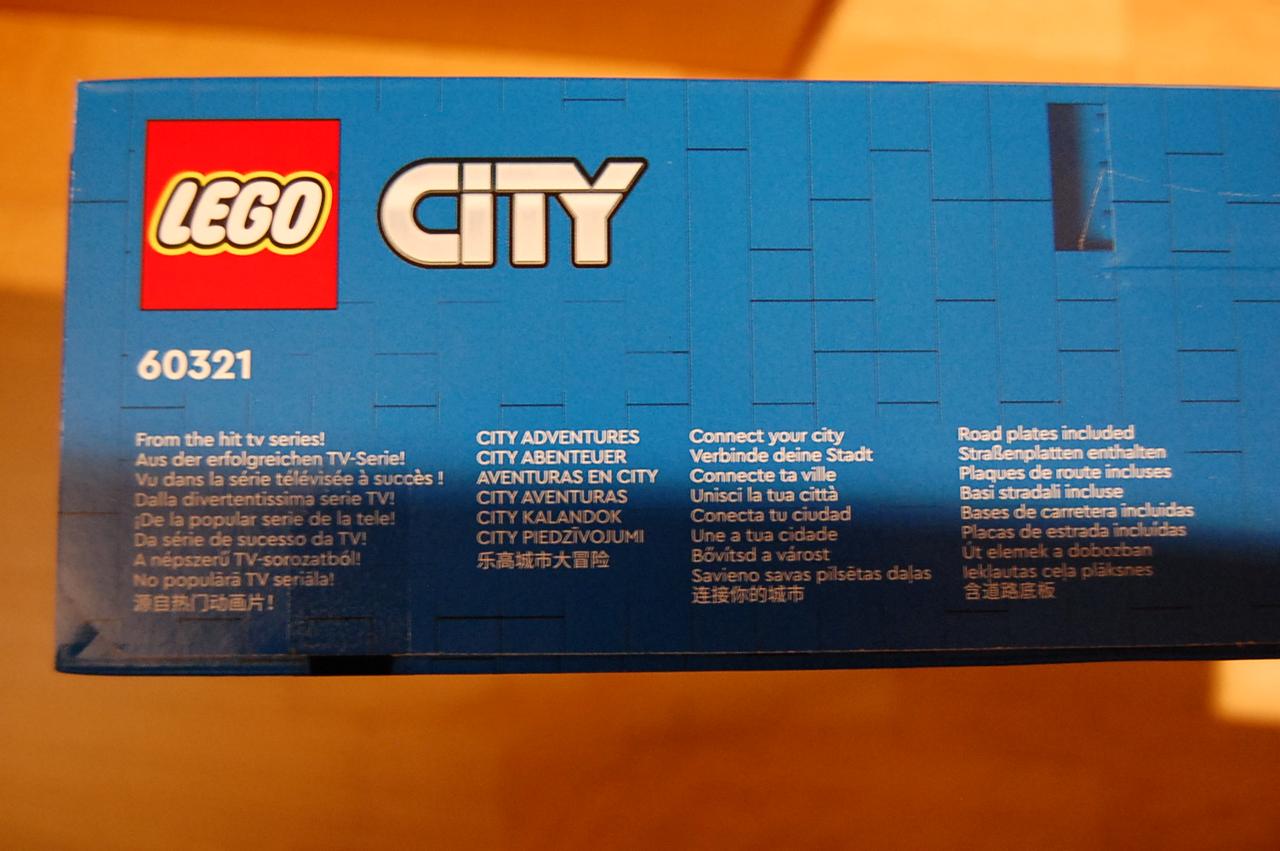 LEGO
CITY
60321
From the hit tv series!
Aus der erfolgreichen TV-Serie!
Vu dans la série télévisée à succès !
Dalla divertentissima serie TV!
¡De la popular serie de la tele!
Da série de sucesso da TV!
A népszerű TV-sorozatból!
No populārā TV seriāla!
源自热门动画片!
CITY ADVENTURES
CITY ABENTEUER
AVENTURAS EN CITY
CITY AVENTURAS
CITY KALANDOK
CITY PIEDZĪVOJUMI
乐高城市大冒险
Connect your city
Verbinde deine Stadt
Connecte ta ville
Unisci la tua città
Conecta tu ciudad
Une a tua cidade
Bővítsd a várost
Savieno savas pilsētas daļas
连接你的城市
Road plates included
Straßenplatten enthalten
Plaques de route incluses
Basi stradali incluse
Bases de carretera incluidas
Placas de estrada incluídas
Út elemek a dobozban
Iekļautas ceļa plāksnes
含道路底板